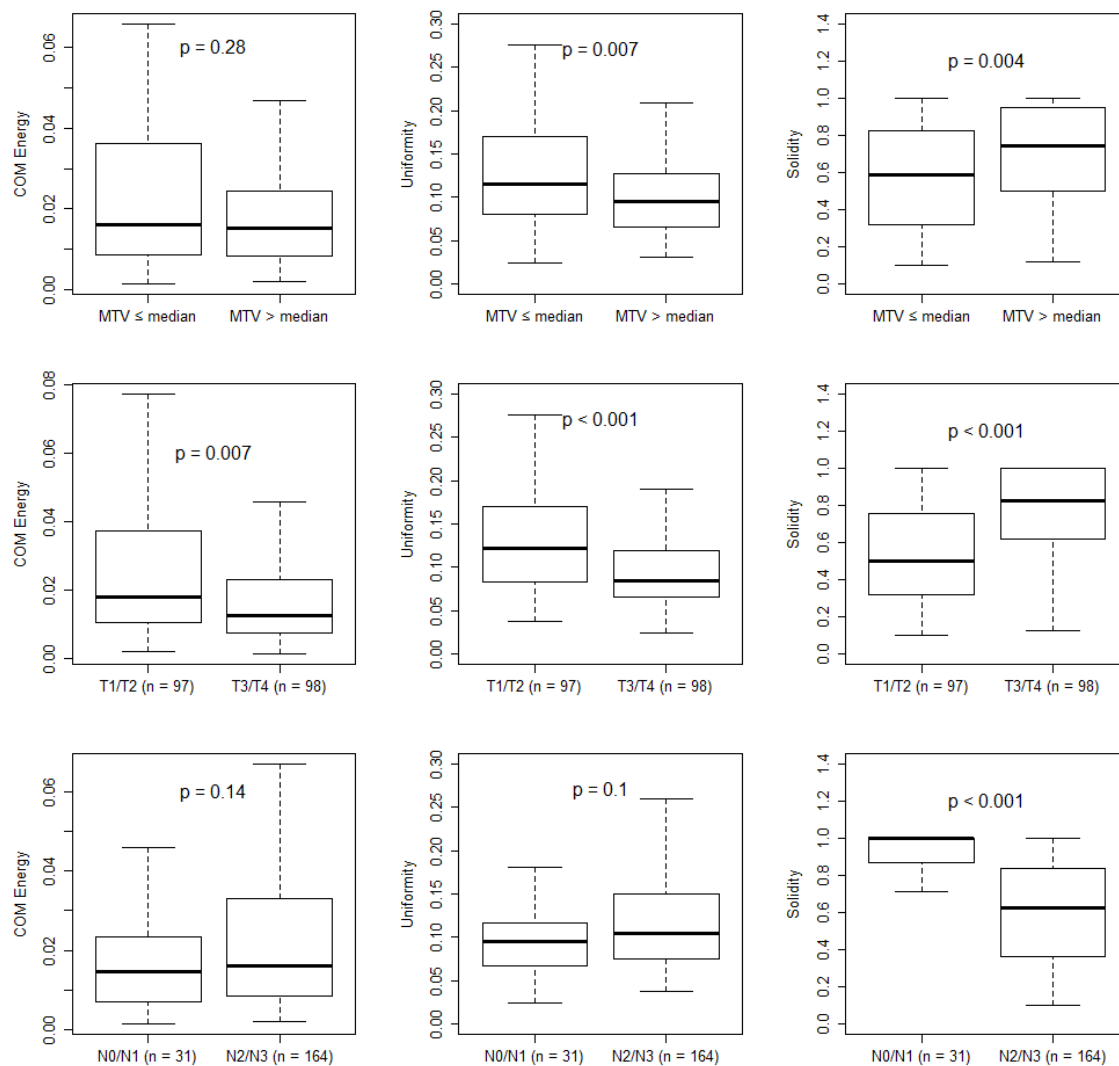 p = 0.28
COM Energy
0.00
0.02
0.04
0.06
MTV ≤ median
MTV > median
p = 0.007
Uniformity
0.00
0.05
0.10
0.15
0.20
0.25
0.30
MTV ≤ median
MTV > median
p = 0.004
Solidity
0.0
0.2
0.4
0.6
0.8
1.0
1.2
1.4
MTV ≤ median
MTV > median
p = 0.007
COM Energy
0.00
0.02
0.04
0.06
0.08
T1/T2 (n = 97)
T3/T4 (n = 98)
p < 0.001
Uniformity
0.00
0.05
0.10
0.15
0.20
0.25
0.30
T1/T2 (n = 97)
T3/T4 (n = 98)
p < 0.001
Solidity
0.0
0.2
0.4
0.6
0.8
1.0
1.2
1.4
T1/T2 (n = 97)
T3/T4 (n = 98)
p = 0.14
COM Energy
0.00
0.02
0.04
0.06
N0/N1 (n = 31)
N2/N3 (n = 164)
p = 0.1
Uniformity
0.00
0.05
0.10
0.15
0.20
0.25
0.30
N0/N1 (n = 31)
N2/N3 (n = 164)
p < 0.001
Solidity
0.0
0.2
0.4
0.6
0.8
1.0
1.2
1.4
N0/N1 (n = 31)
N2/N3 (n = 164)